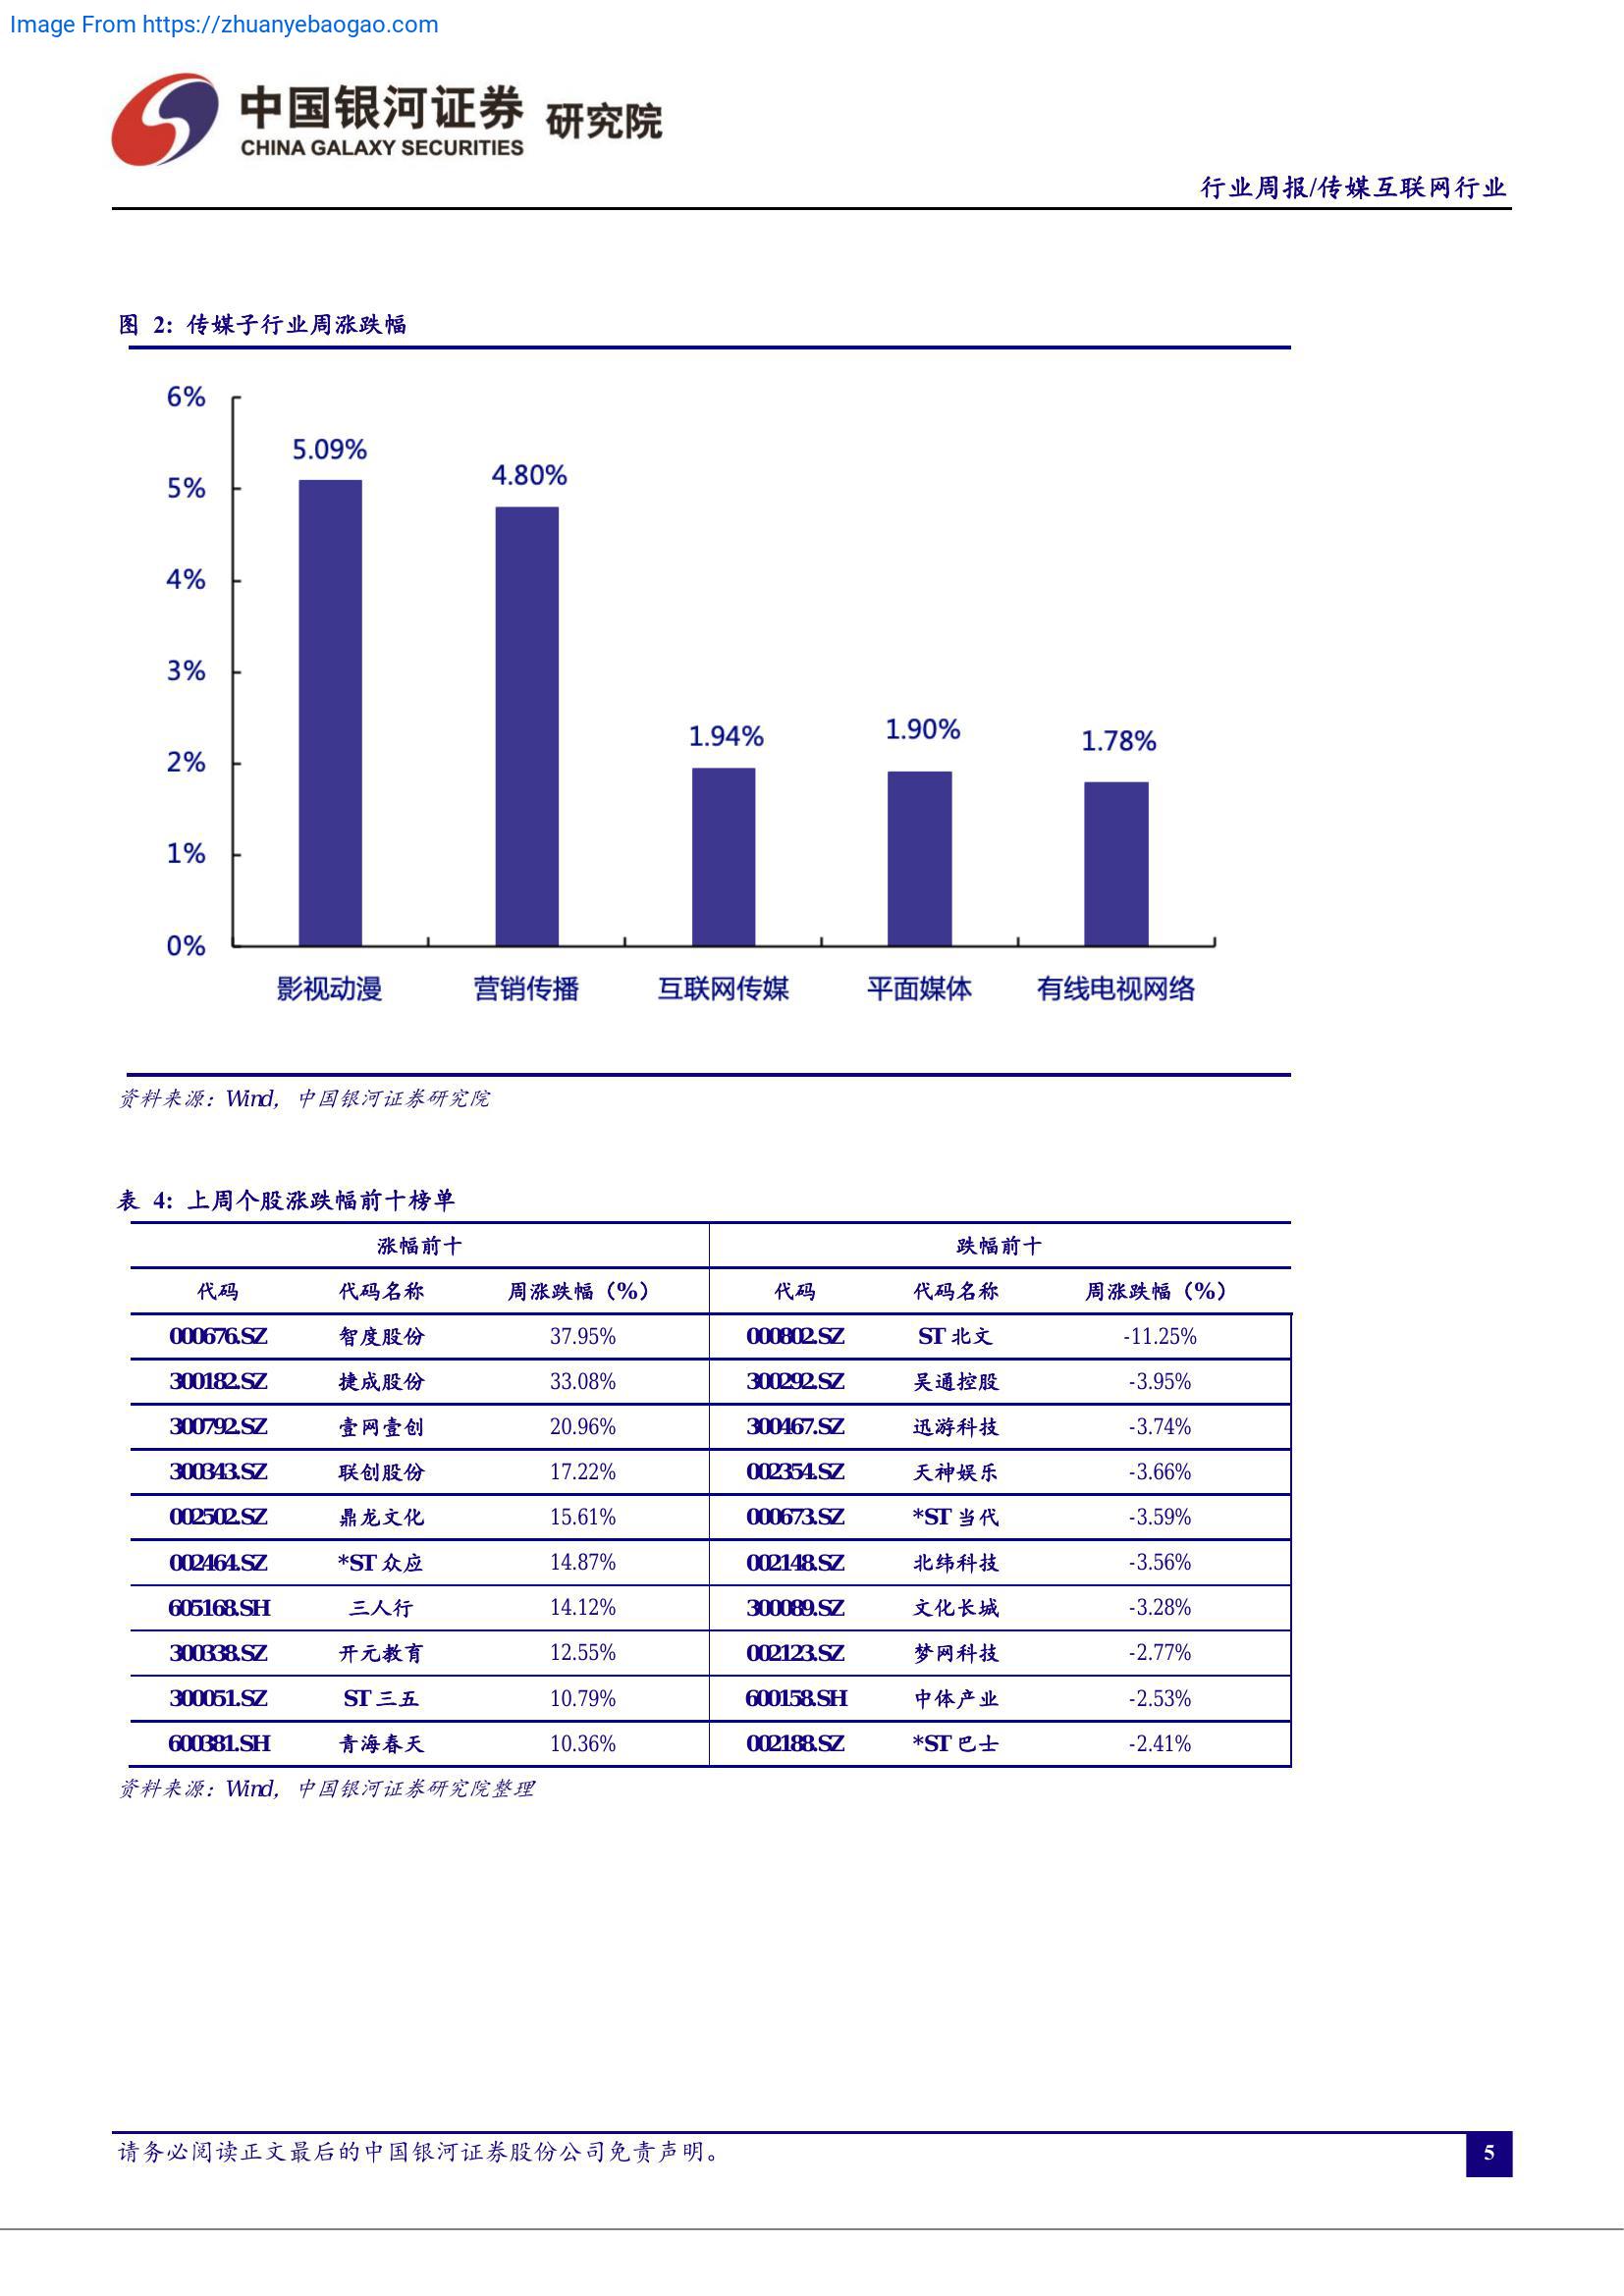 Image From https://zhuanyebaogao.com
中国银河证券 研究院
CHINA GALAXY SECURITIES
行业周报/传媒互联网行业
图 2: 传媒子行业周涨跌幅
6%
5%
4%
3%
2%
1%
0%
5.09%
4.80%
1.94%
1.90%
1.78%
影视动漫 营销传播 互联网传媒 平面媒体 有线电视网络
资料来源：Wind，中国银河证券研究院
表 4: 上周个股涨跌幅前十榜单
涨幅前十 跌幅前十
代码 代码名称 周涨跌幅（%） 代码 代码名称 周涨跌幅（%）
000676.SZ 智度股份 37.95% 000802.SZ ST 北文 -11.25%
300182.SZ 捷成股份 33.08% 300292.SZ 吴通控股 -3.95%
300792.SZ 壹网壹创 20.96% 300467.SZ 迅游科技 -3.74%
300343.SZ 联创股份 17.22% 002354.SZ 天神娱乐 -3.66%
002502.SZ 鼎龙文化 15.61% 000673.SZ *ST 当代 -3.59%
002464.SZ *ST 众应 14.87% 002148.SZ 北纬科技 -3.56%
605168.SH 三人行 14.12% 300089.SZ 文化长城 -3.28%
300338.SZ 开元教育 12.55% 002123.SZ 梦网科技 -2.77%
300051.SZ ST 三五 10.79% 600158.SH 中体产业 -2.53%
600381.SH 青海春天 10.36% 002188.SZ *ST 巴士 -2.41%
资料来源：Wind，中国银河证券研究院整理
请务必阅读正文最后的中国银河证券股份公司免责声明。
5